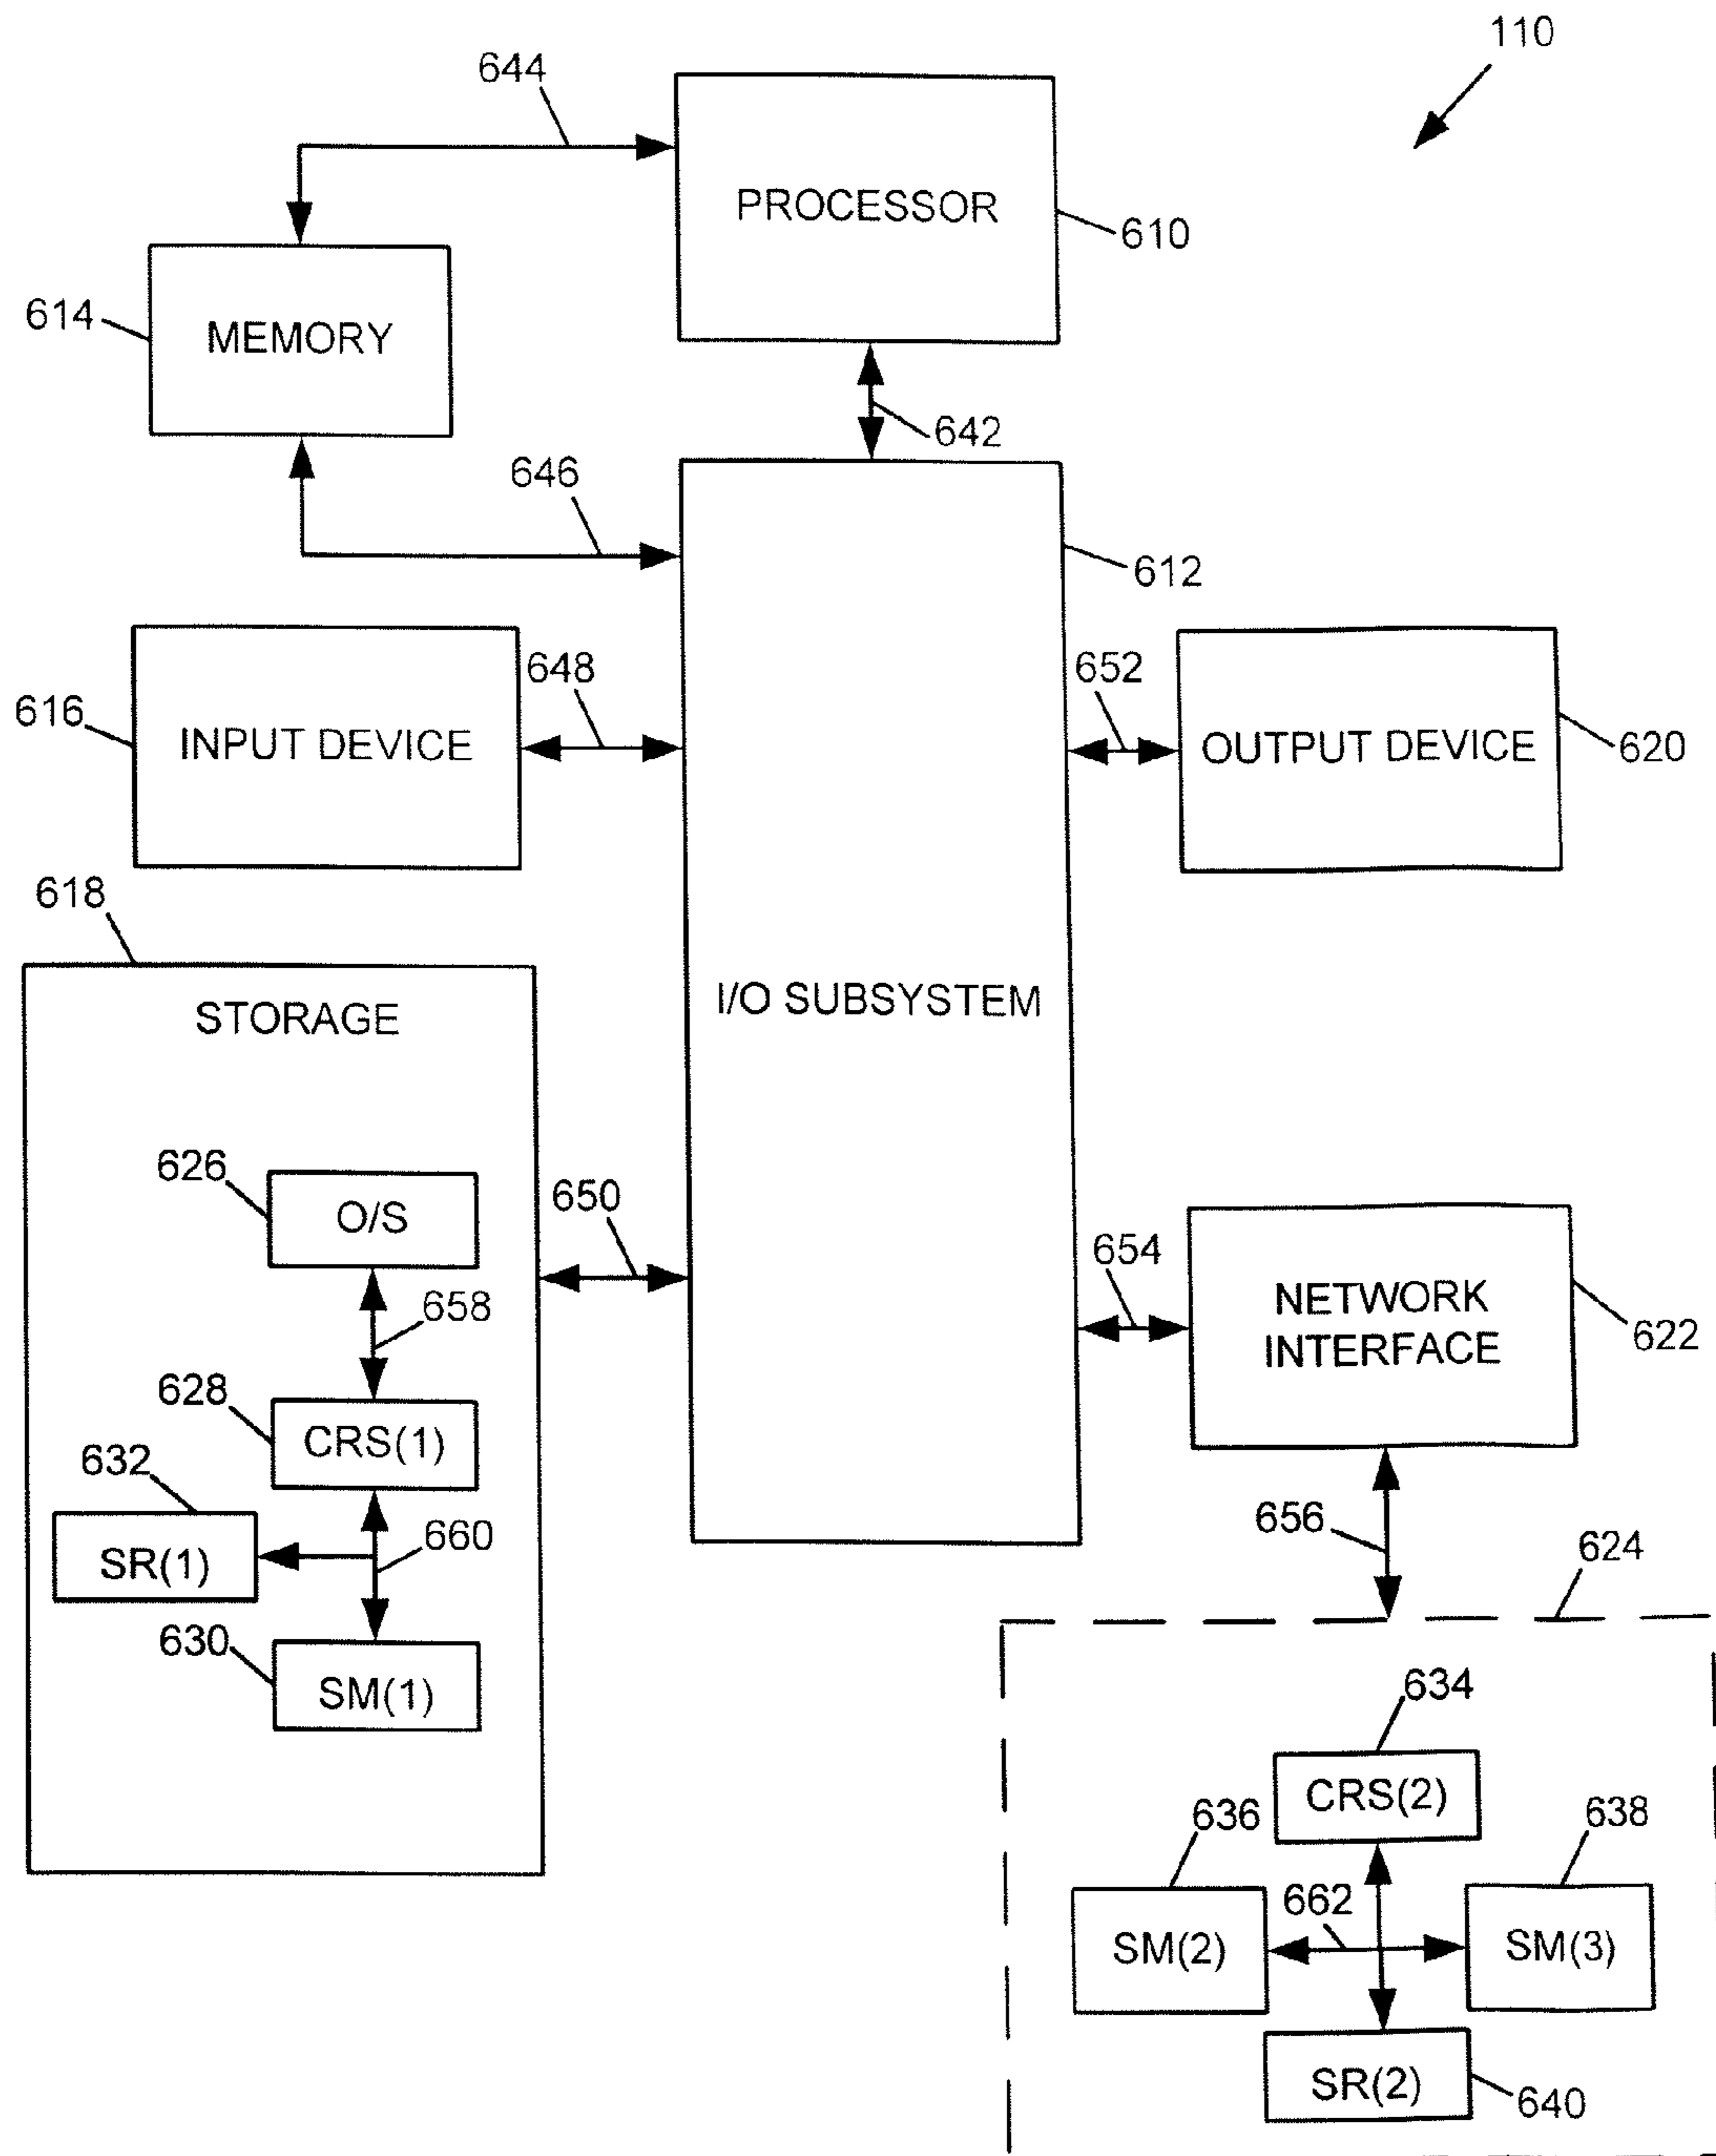 110
644
PROCESSOR
610
614
MEMORY
642
646
612
616
INPUT DEVICE
648
652
OUTPUT DEVICE
620
618
STORAGE
I/O SUBSYSTEM
626
O/S
650
658
654
NETWORK
INTERFACE
622
628
CRS(1)
632
SR(1)
660
656
624
630
SM(1)
634
CRS(2)
636
638
SM(2)
662
SM(3)
SR(2)
640